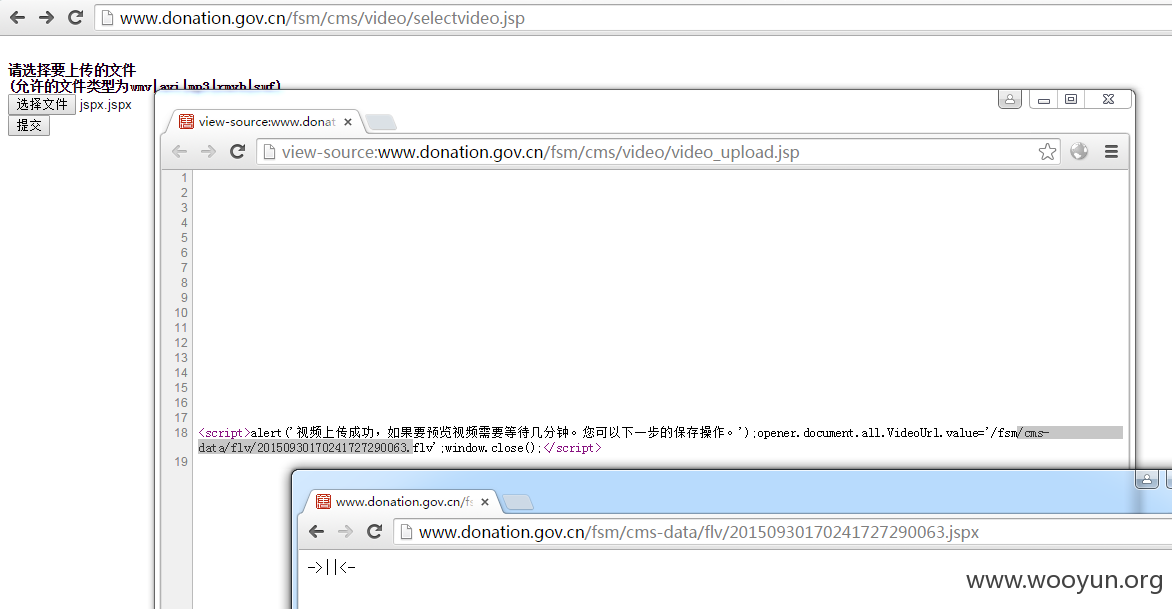 www.donation.gov.cn/fsm/cms/video/selectvideo.jsp
请选择要上传的文件
(允许的文件类型为wmv|avi|mp3|rmvb|swf)
选择文件 jspx.jspx
提交
view-source:www.donat
view-source:www.donation.gov.cn/fsm/cms/video/video_upload.jsp
1
2
3
4
5
6
7
8
9
10
11
12
13
14
15
16
17
18 <script>alert('视频上传成功，如果要预览视频需要等待几分钟。您可以下一步的保存操作。');opener.document.all.VideoUrl.value='/fsm/cms-
data/flv/20150930170241727290063.flv';window.close();</script>
19
www.donation.gov.cn/fs
www.donation.gov.cn/fsm/cms-data/flv/20150930170241727290063.jspx
->||<-
www.wooyun.org